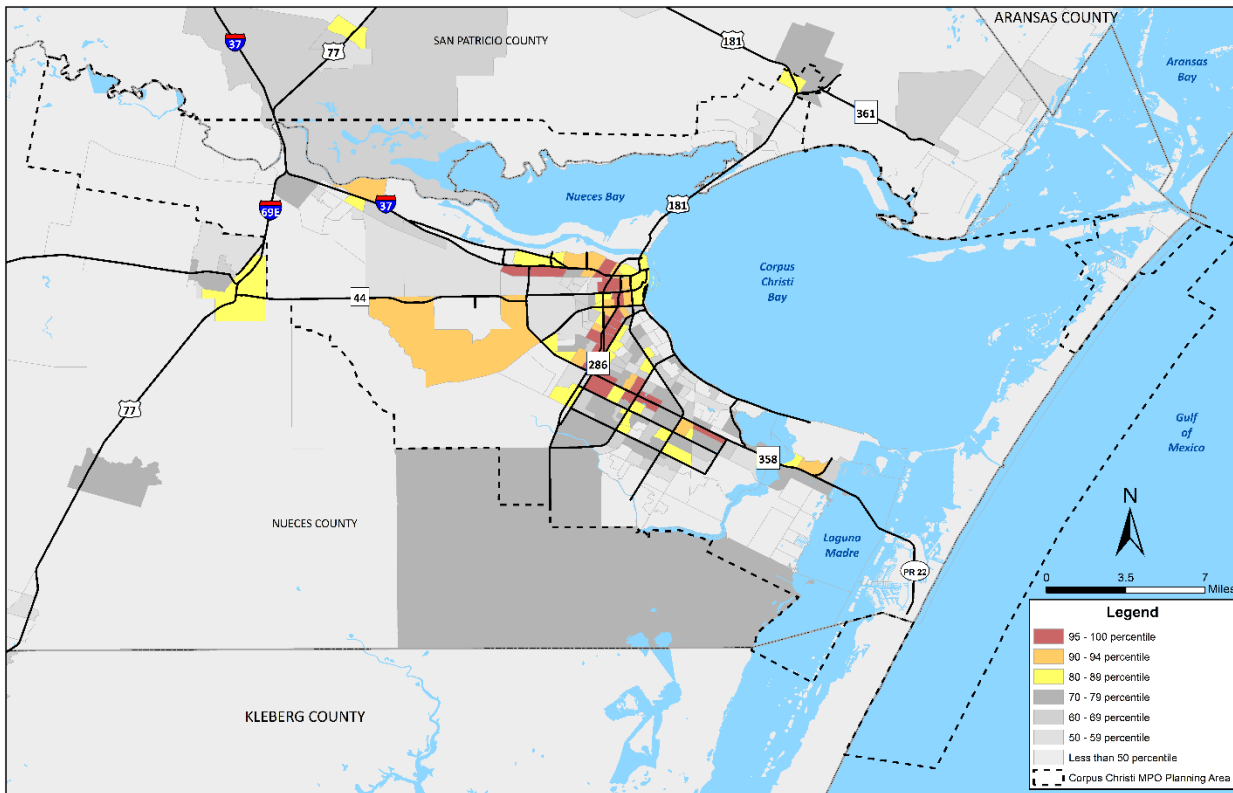 ARANSAS COUNTY
37
77
SAN PATRICIO COUNTY
181
Aransas
Bay
361
Nueces Bay
181
37
69E
Corpus
Christi
Bay
44
286
77
Gulf
of
Mexico
358
NUECES COUNTY
Laguna
Madre
N
PR 22
0 3.5 7
Miles
KLEBERG COUNTY
Legend
95 - 100 percentile
90 - 94 percentile
80 - 89 percentile
70 - 79 percentile
60 - 69 percentile
50 - 59 percentile
Less than 50 percentile
Corpus Christi MPO Planning Area